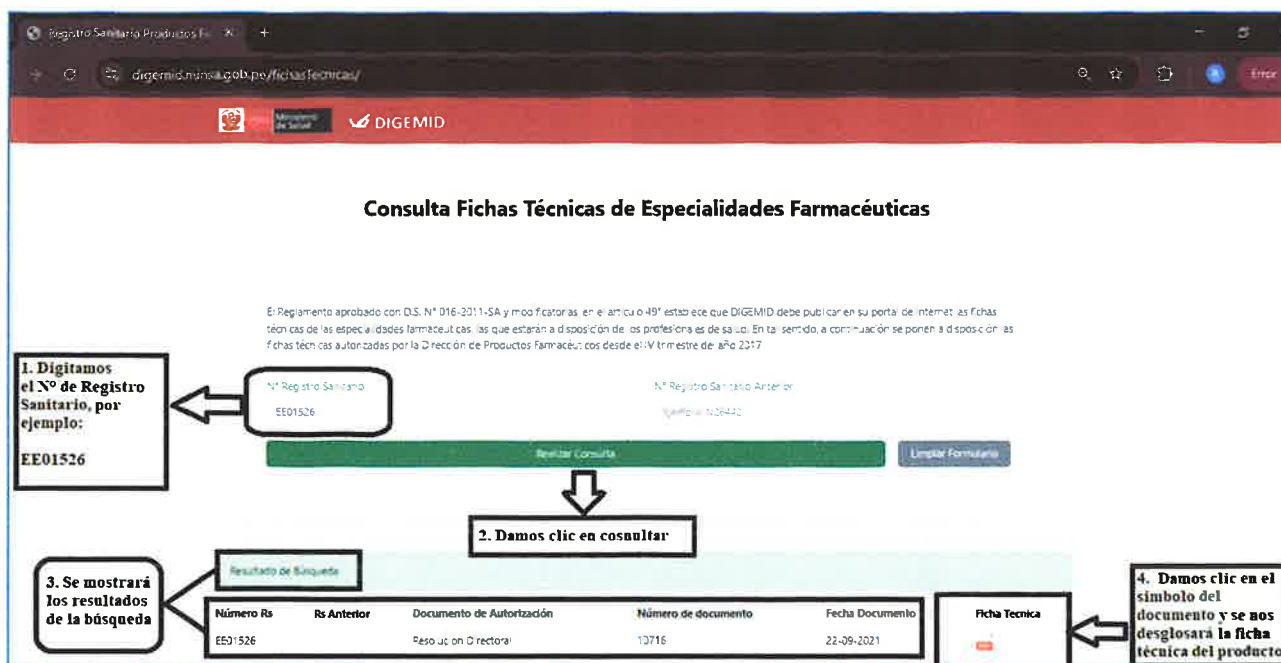 Registro Sanitario Productos F
digemid.minsa.gob.pe/fichasTecnicas/
Error
Ministerio
de Salud
DIGEMID
Consulta Fichas Técnicas de Especialidades Farmacéuticas
El Reglamento aprobado con D.S. N° 016-2011-SA y modificatorias, en el artículo 49° establece que DIGEMID debe publicar en su portal de internet las fichas
técnicas de las especialidades farmaceuticas, las que estarán a disposición de los profesionales de salud. En tal sentido, a continuación se ponen a disposición las
fichas técnicas autorizadas por la Dirección de Productos Farmacéuticos desde el IV trimestre del año 2017
1. Digitamos
el N° de Registro
Sanitario, por
ejemplo:
EE01526
N° Registro Sanitario
EE01526
N° Registro Sanitario Anterior
Realizar Consulta
Limpiar Formulario
2. Damos clic en cosnultar
3. Se mostrará
los resultados
de la búsqueda
Resultado de Búsqueda
Número Rs Rs Anterior Documento de Autorización Número de documento Fecha Documento Ficha Tecnica
EE01526 Resolucion Directoral 10716 22-09-2021
4. Damos clic en el
símbolo del
documento y se nos
desglosará la ficha
técnica del producto